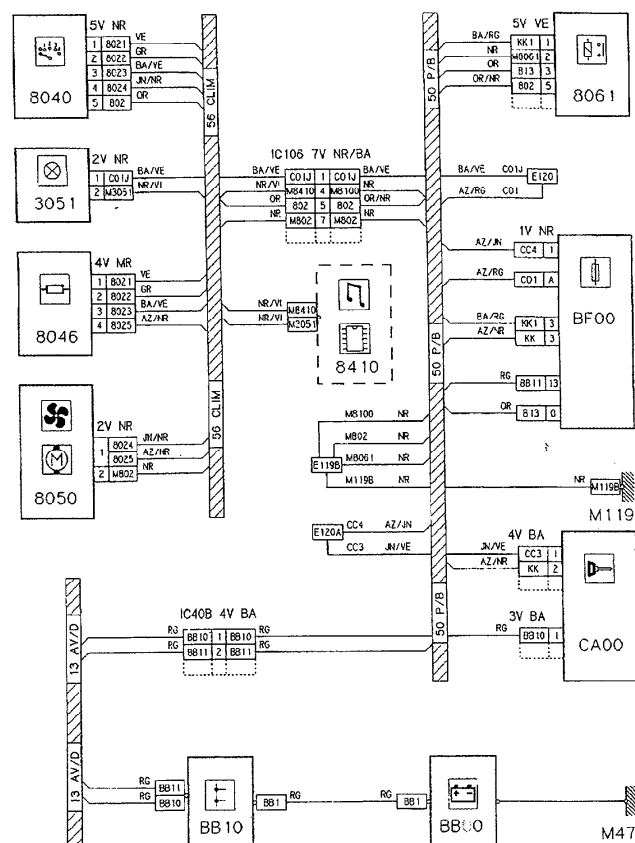 5V NR
1 8021 VE
2 8022 GR
3 8023 BA/VE
4 8024 JN/NR
5 802 OR
8040
56 CLIM
50 P/B
5V VE
BA/RG KK1 1
NR M8061 2
OR B13 3
OR/NR 802 5
8061
2V NR
1 C01J BA/VE
2 M3051 NR/VI
3051
IC106 7V NR/BA
BA/VE C01J 1 C01J BA/VE
NR/VI M8410 4 M8100 NR
OR 802 5 802 OR/NR
NR M802 7 M802 NR
BA/VE C01J E120
AZ/RG C01
4V MR
1 8021 VE
2 8022 GR
3 8023 BA/VE
4 8325 AZ/NR
8046
NR/VI M8410
NR/VI M3051
8410
1V NR
AZ/JN CC4 1
AZ/RG C01 A
BA/RG KK1 3
AZ/NR KK 3
RG BB11 13
OR B13 0
BF00
50 P/B
56 CLIM
2V NR
1 8024 JN/NR
8025 AZ/NR
2 M802 NR
M
8050
M8100 NR
M802 NR
E119B M8061 NR
M119B NR
NR M119B
M119
E120A CC4 AZ/JN
CC3 JN/VE
4V BA
JN/VE CC3 1
AZ/NR KK 2
3V BA
RG BB10 1
CA00
50 P/B
13 AV/D
IC40B 4V BA
RG BB10 1 BB10 RG
RG BB11 2 BB11 RG
13 AV/D
RG BB11
RG BB10
BB10
BB1 RG
RG BB1
BB00
M47